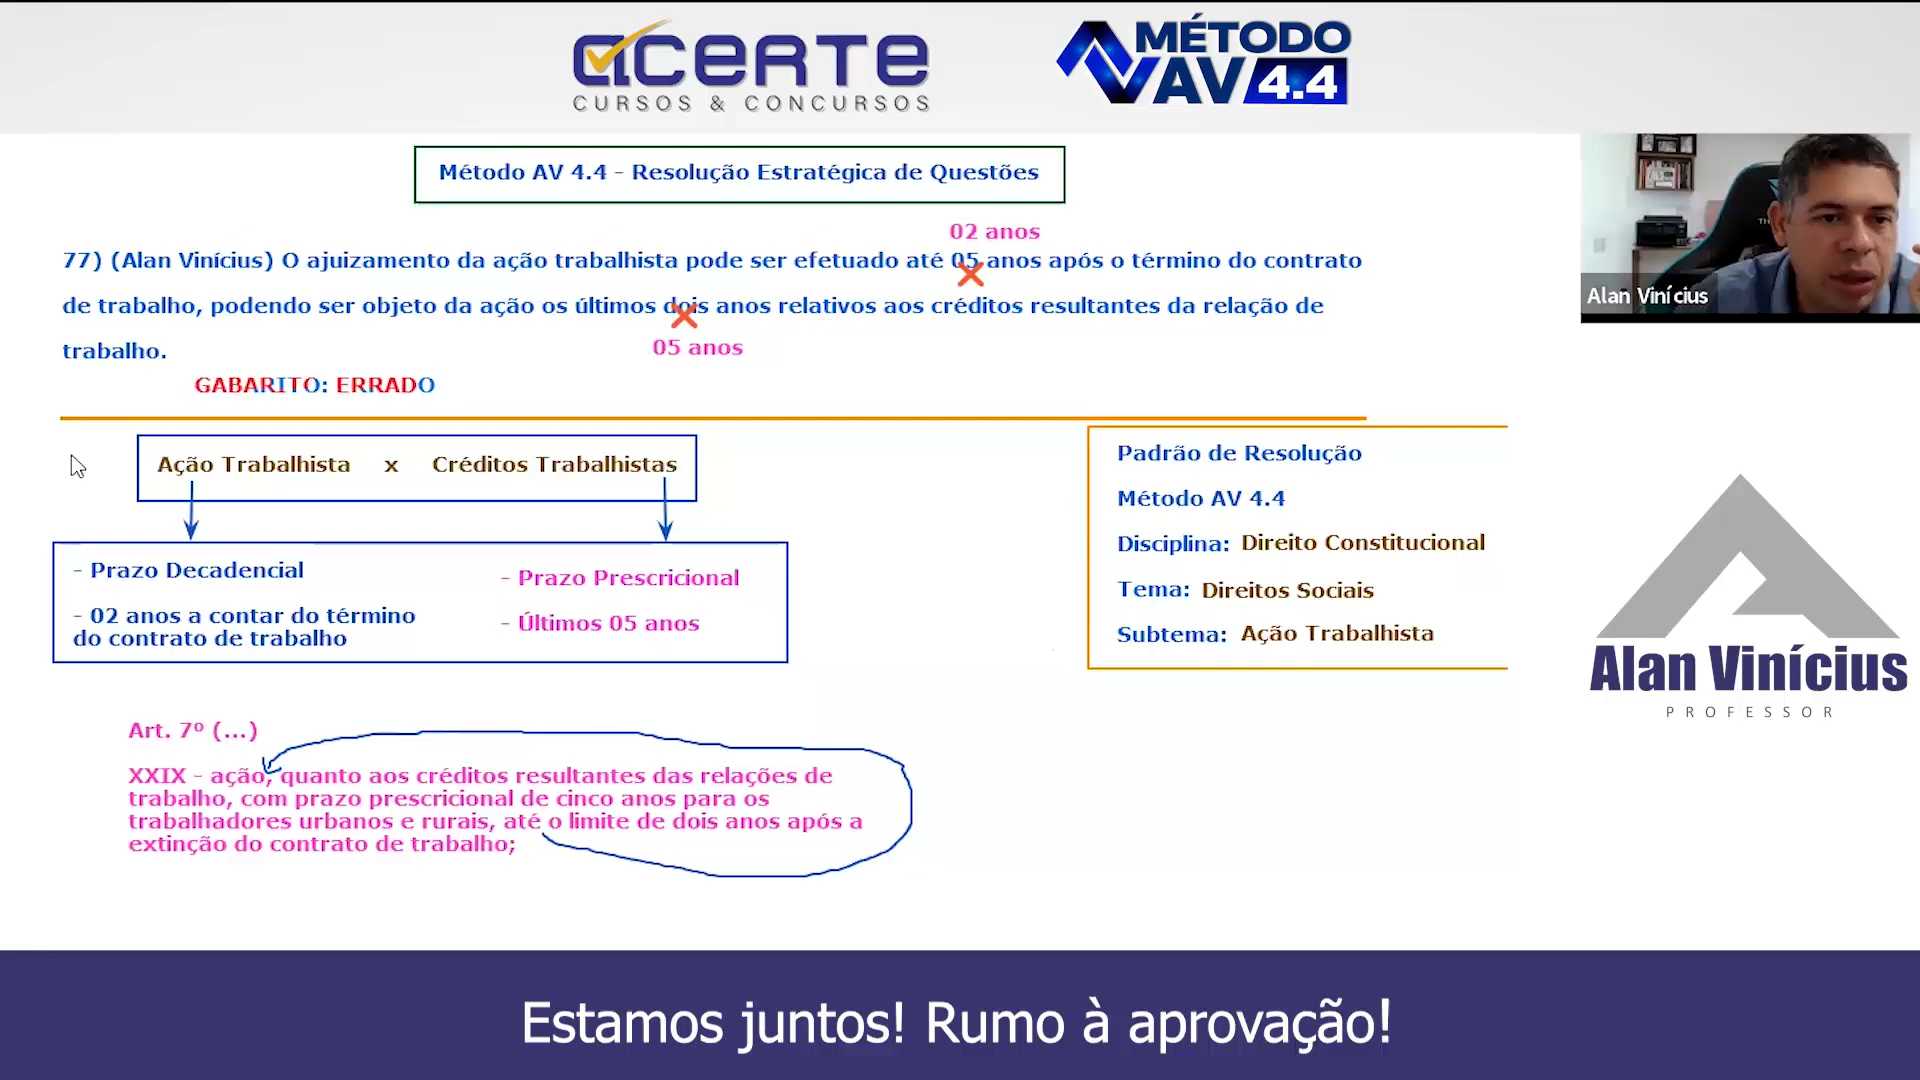 acerte
CURSOS & CONCURSOS
MÉTODO
AV 4.4
Método AV 4.4 - Resolução Estratégica de Questões
02 anos
77) (Alan Vinícius) O ajuizamento da ação trabalhista pode ser efetuado até 05 anos após o término do contrato
de trabalho, podendo ser objeto da ação os últimos dois anos relativos aos créditos resultantes da relação de
trabalho.
05 anos
GABARITO: ERRADO
Ação Trabalhista x Créditos Trabalhistas
- Prazo Decadencial
- 02 anos a contar do término
do contrato de trabalho
- Prazo Prescricional
- Últimos 05 anos
Padrão de Resolução
Método AV 4.4
Disciplina: Direito Constitucional
Tema: Direitos Sociais
Subtema: Ação Trabalhista
Art. 7º (...)
XXIX - ação, quanto aos créditos resultantes das relações de
trabalho, com prazo prescricional de cinco anos para os
trabalhadores urbanos e rurais, até o limite de dois anos após a
extinção do contrato de trabalho;
Alan Vinícius
Alan Vinícius
PROFESSOR
Estamos juntos! Rumo à aprovação!